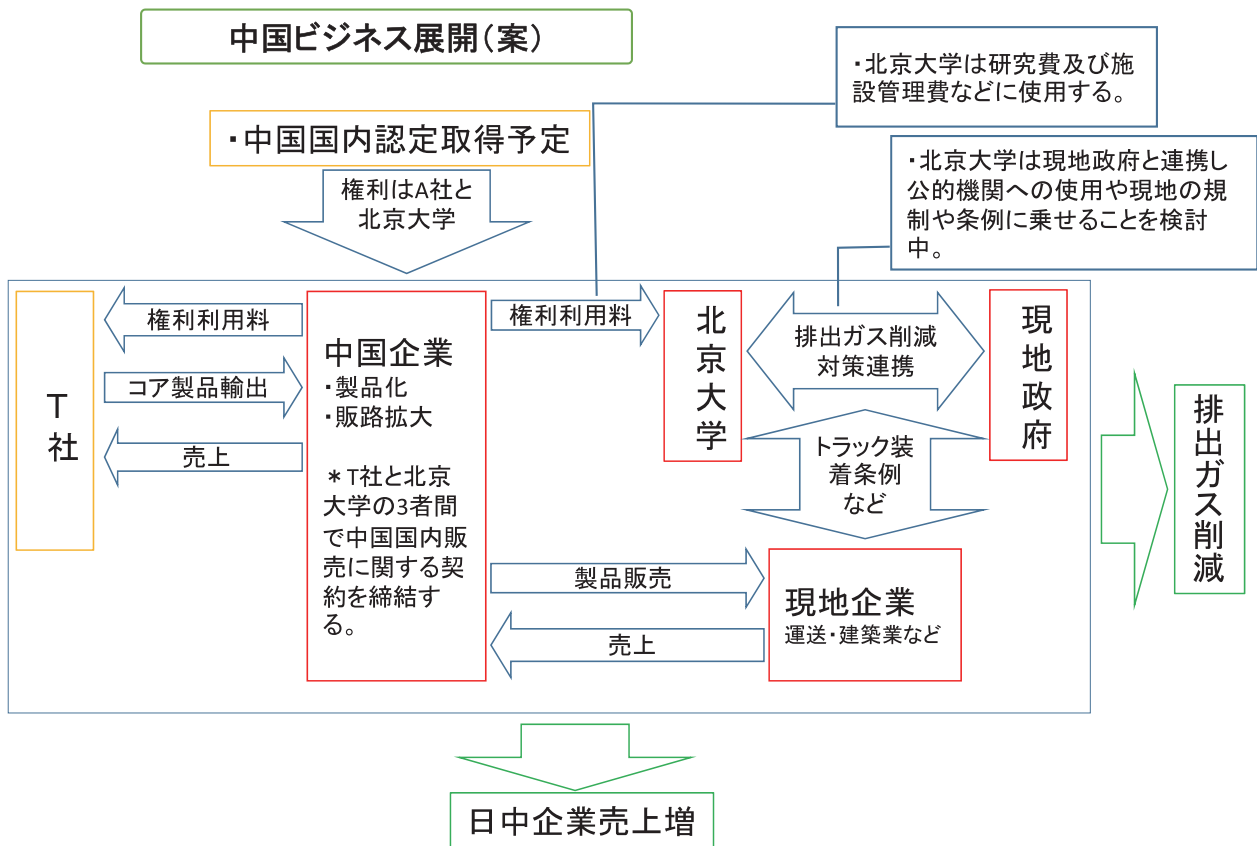 中国ビジネス展開（案）
・北京大学は研究費及び施
設管理費などに使用する。
・中国国内認定取得予定
・北京大学は現地政府と連携し
公的機関への使用や現地の規
制や条例に乗せることを検討
中。
権利はA社と
北京大学
T社
権利利用料
コア製品輸出
売上
中国企業
・製品化
・販路拡大
＊T社と北京
大学の3者間
で中国国内販
売に関する契
約を締結す
る。
権利利用料
北京大学
排出ガス削減
対策連携
現地政府
トラック装
着条例
など
製品販売
売上
現地企業
運送・建築業など
排出ガス削減
日中企業売上増